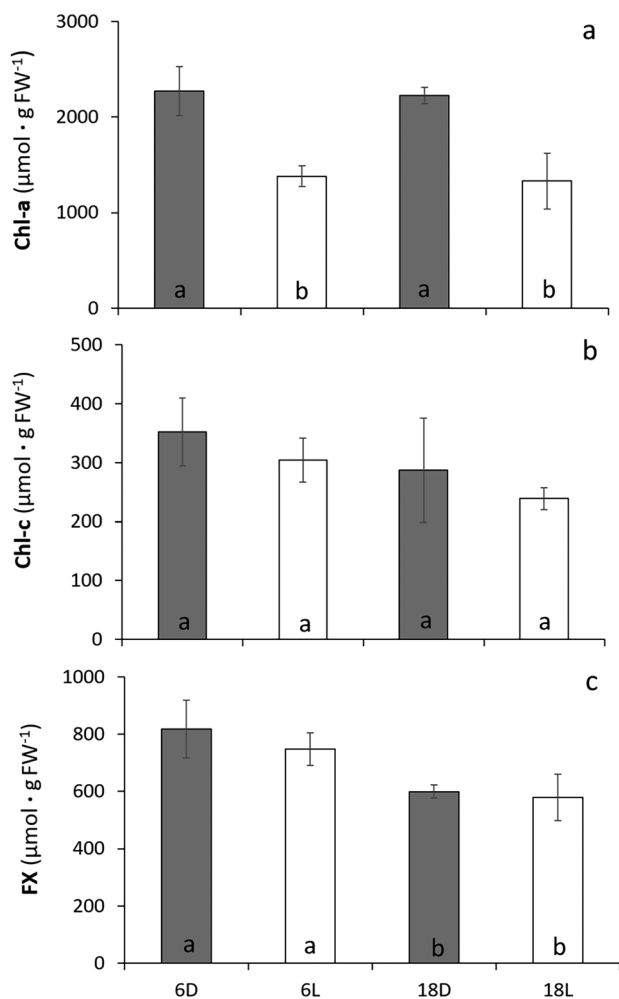 a
Chl-a (µmol · g FW⁻¹)
3000
2000
1000
0
a b a b
b
Chl-c (µmol · g FW⁻¹)
500
400
300
200
100
0
a a a a
c
FX (µmol · g FW⁻¹)
1000
800
600
400
200
0
a a b b
6D 6L 18D 18L